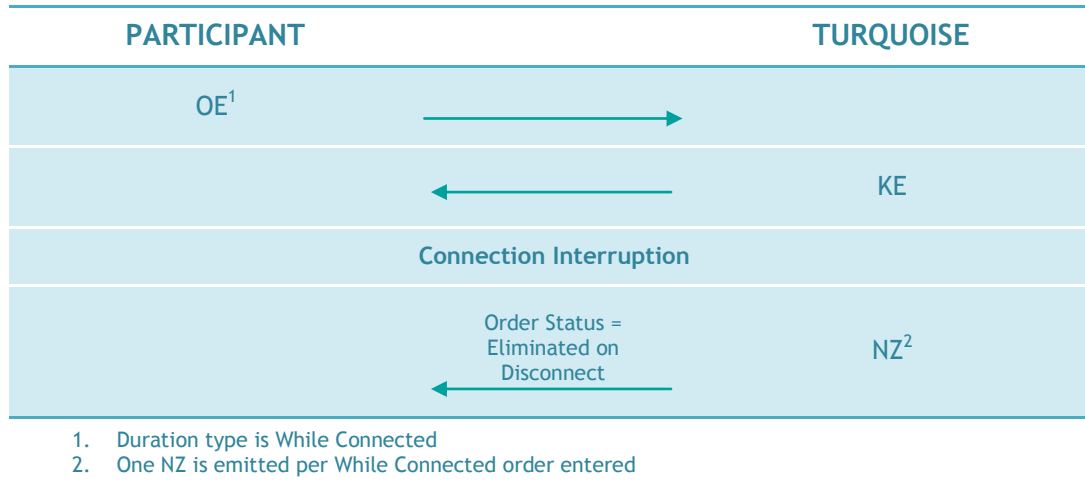 PARTICIPANT TURQUOISE
OE1
KE
Connection Interruption
Order Status =
Eliminated on
Disconnect
NZ2
1. Duration type is While Connected
2. One NZ is emitted per While Connected order entered